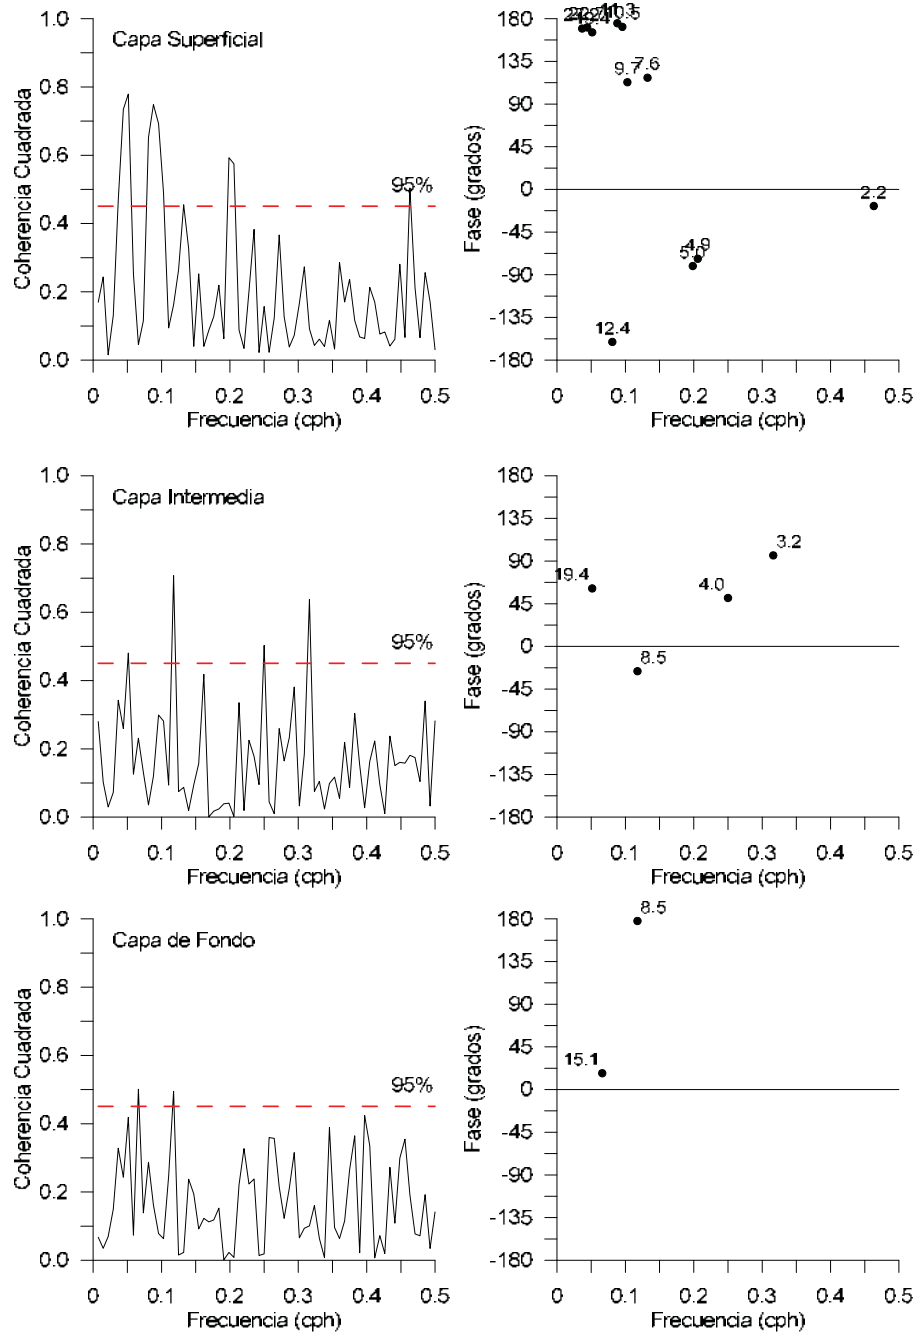 Capa Superficial
Coherencia Cuadrada
1.0
0.8
0.6
0.4
0.2
0.0
95%
0 0.1 0.2 0.3 0.4 0.5
Frecuencia (cph)
Fase (grados)
180
135
90
45
0
-45
-90
-135
-180
9.7
7.6
2.2
4.9
5.0
12.4
0 0.1 0.2 0.3 0.4 0.5
Frecuencia (cph)
Capa Intermedia
Coherencia Cuadrada
1.0
0.8
0.6
0.4
0.2
0.0
95%
0 0.1 0.2 0.3 0.4 0.5
Frecuencia (cph)
Fase (grados)
180
135
90
45
0
-45
-90
-135
-180
19.4
3.2
4.0
8.5
0 0.1 0.2 0.3 0.4 0.5
Frecuencia (cph)
Capa de Fondo
Coherencia Cuadrada
1.0
0.8
0.6
0.4
0.2
0.0
95%
0 0.1 0.2 0.3 0.4 0.5
Frecuencia (cph)
Fase (grados)
180
135
90
45
0
-45
-90
-135
-180
8.5
15.1
0 0.1 0.2 0.3 0.4 0.5
Frecuencia (cph)